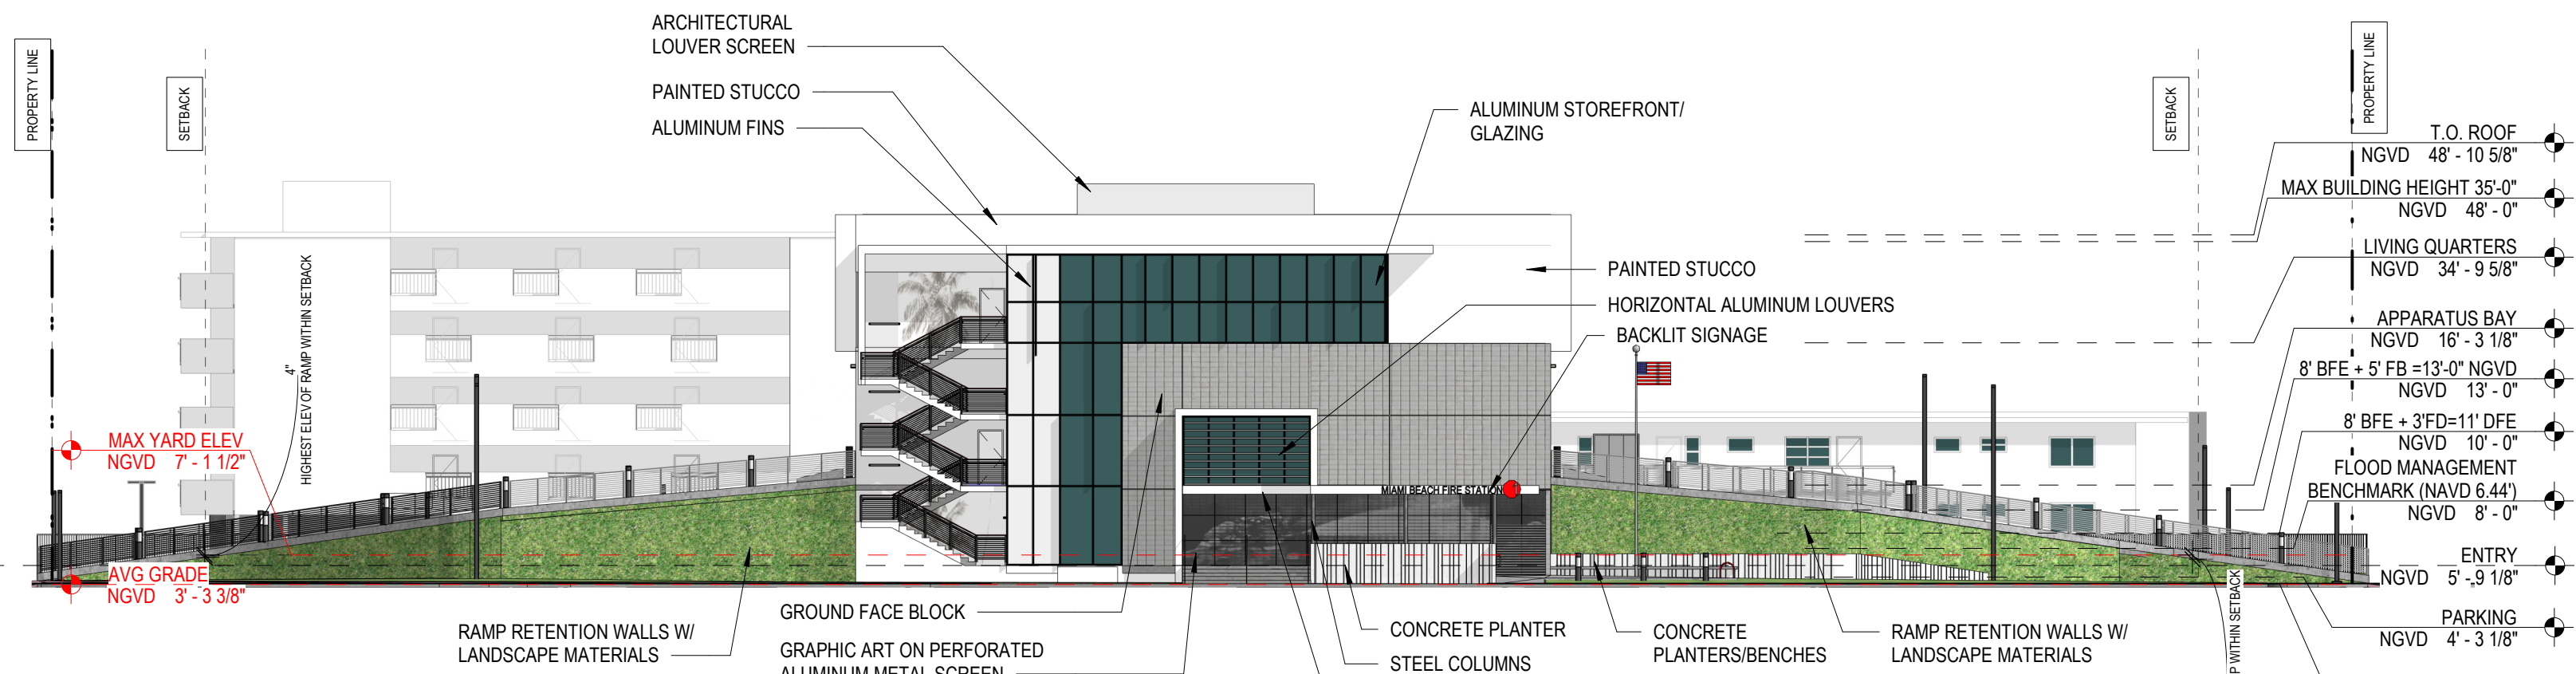 ARCHITECTURAL
LOUVER SCREEN
PAINTED STUCCO
ALUMINUM FINS
PROPERTY LINE
SETBACK
ALUMINUM STOREFRONT/
GLAZING
SETBACK
PROPERTY LINE
T.O. ROOF
NGVD 48' - 10 5/8"
MAX BUILDING HEIGHT 35'-0"
NGVD 48' - 0"
LIVING QUARTERS
NGVD 34' - 9 5/8"
APPARATUS BAY
NGVD 16' - 3 1/8"
8' BFE + 5' FB =13'-0" NGVD
NGVD 13' - 0"
8' BFE + 3'FD=11' DFE
NGVD 10' - 0"
FLOOD MANAGEMENT
BENCHMARK (NAVD 6.44')
NGVD 8' - 0"
ENTRY
NGVD 5' - 9 1/8"
PARKING
NGVD 4' - 3 1/8"
PAINTED STUCCO
HORIZONTAL ALUMINUM LOUVERS
BACKLIT SIGNAGE
4"
HIGHEST ELEV OF RAMP WITHIN SETBACK
MAX YARD ELEV
NGVD 7' - 1 1/2"
AVG GRADE
NGVD 3' - 3 3/8"
MIAMI BEACH FIRE STATION
RAMP RETENTION WALLS W/
LANDSCAPE MATERIALS
GROUND FACE BLOCK
GRAPHIC ART ON PERFORATED
ALUMINUM METAL SCREEN
CONCRETE PLANTER
STEEL COLUMNS
CONCRETE
PLANTERS/BENCHES
RAMP RETENTION WALLS W/
LANDSCAPE MATERIALS
P WITHIN SETBACK